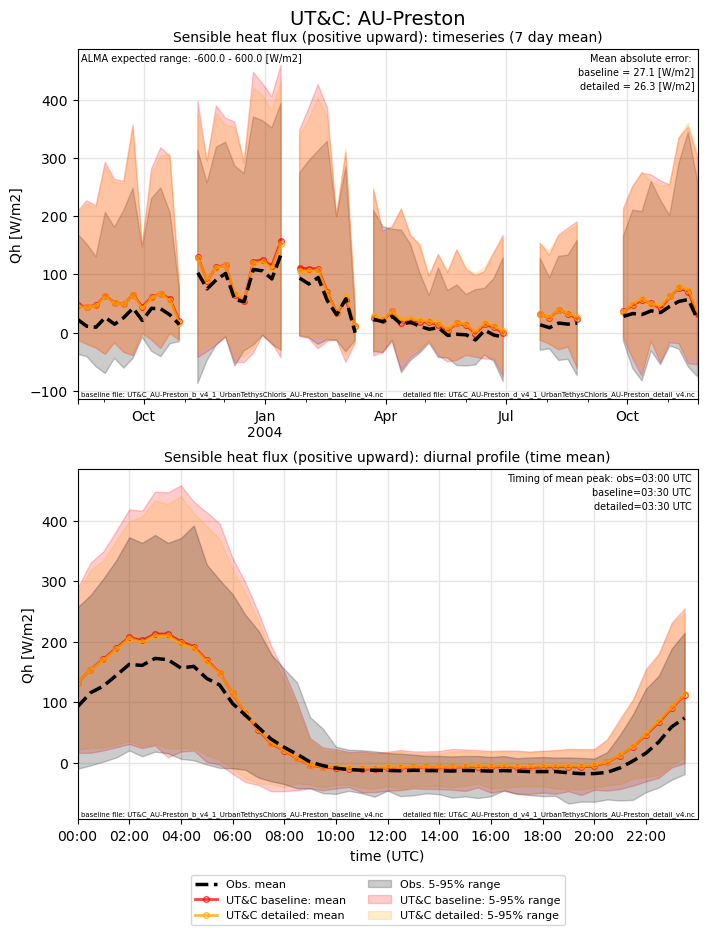 UT&C: AU-Preston
Sensible heat flux (positive upward): timeseries (7 day mean)
ALMA expected range: -600.0 - 600.0 [W/m2]
Mean absolute error:
baseline = 27.1 [W/m2]
detailed = 26.3 [W/m2]
400
300
200
100
0
−100
Qh [W/m2]
baseline file: UT&C_AU-Preston_b_v4_1_UrbanTethysChloris_AU-Preston_baseline_v4.nc
detailed file: UT&C_AU-Preston_d_v4_1_UrbanTethysChloris_AU-Preston_detail_v4.nc
Oct Jan Apr Jul Oct
2004
Sensible heat flux (positive upward): diurnal profile (time mean)
Timing of mean peak: obs=03:00 UTC
baseline=03:30 UTC
detailed=03:30 UTC
400
300
200
100
0
Qh [W/m2]
baseline file: UT&C_AU-Preston_b_v4_1_UrbanTethysChloris_AU-Preston_baseline_v4.nc
detailed file: UT&C_AU-Preston_d_v4_1_UrbanTethysChloris_AU-Preston_detail_v4.nc
00:00 02:00 04:00 06:00 08:00 10:00 12:00 14:00 16:00 18:00 20:00 22:00
time (UTC)
Obs. mean
UT&C baseline: mean
UT&C detailed: mean
Obs. 5-95% range
UT&C baseline: 5-95% range
UT&C detailed: 5-95% range